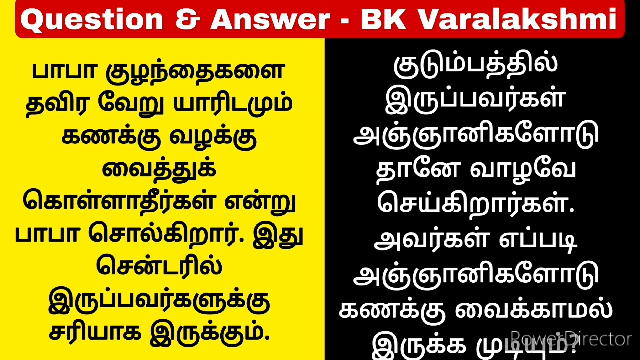 Question & Answer - BK Varalakshmi
பாபா குழந்தைகளை
தவிர வேறு யாரிடமும்
கணக்கு வழக்கு
வைத்துக்
கொள்ளாதீர்கள் என்று
பாபா சொல்கிறார். இது
சென்டரில்
இருப்பவர்களுக்கு
சரியாக இருக்கும்.
குடும்பத்தில்
இருப்பவர்கள்
அஞ்ஞானிகளோடு
தானே வாழவே
செய்கிறார்கள்.
அவர்கள் எப்படி
அஞ்ஞானிகளோடு
கணக்கு வைக்காமல்
இருக்க முடியும்?
PowerDirector